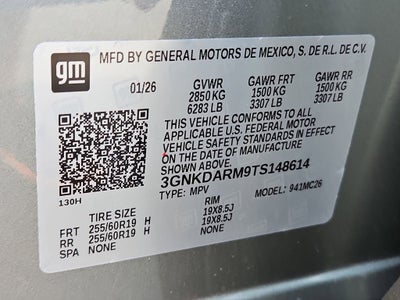 gm
MFD BY GENERAL MOTORS DE MEXICO, S. DE R.L. DE C.V.
01/26 GVWR GAWR FRT GAWR RR
2850 KG 1500 KG 1500 KG
6283 LB 3307 LB 3307 LB
THIS VEHICLE CONFORMS TO ALL
APPLICABLE U.S. FEDERAL MOTOR
VEHICLE SAFETY STANDARDS IN
EFFECT ON THE DATE OF MANUFACTURE
SHOWN ABOVE.
3GNKDARM9TS148614
TYPE: MPV 941MC26
130H
TIRE SIZE RIM
FRT 255/60R19 H 19X8.5J
RR 255/60R19 H 19X8.5J
SPA NONE NONE